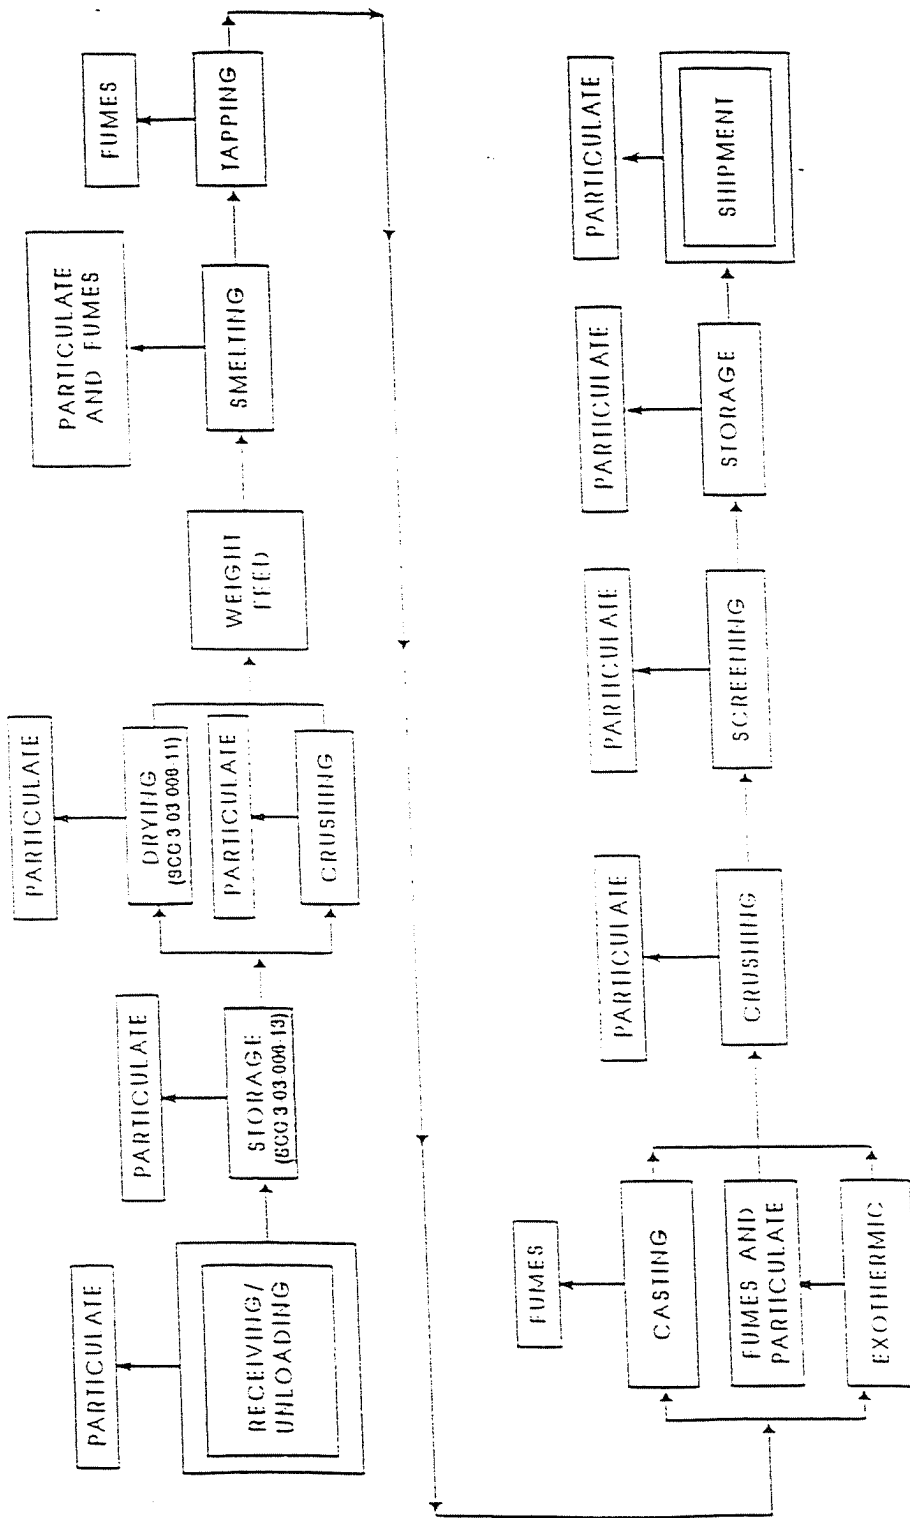 PARTICULATE
RECEIVING/
UNLOADING
PARTICULATE
STORAGE
(SCC 3-03-006-13)
PARTICULATE
DRYING
(SCC 3-03-006-11)
PARTICULATE
CRUSHING
WEIGHT
FEED
PARTICULATE
AND FUMES
SMELTING
FUMES
TAPPING
FUMES
CASTING
FUMES AND
PARTICULATE
EXOTHERMIC
PARTICULATE
CRUSHING
PARTICULATE
SCREENING
PARTICULATE
STORAGE
PARTICULATE
SHIPMENT